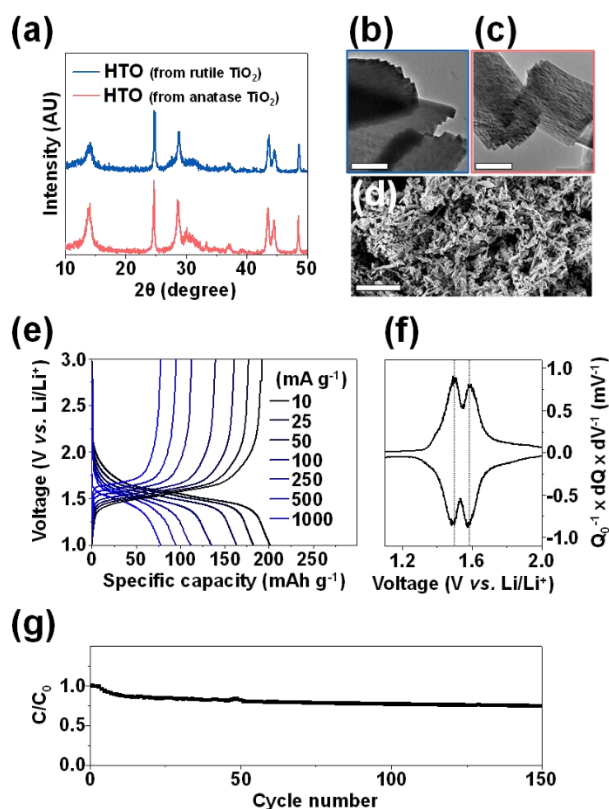 (a)
HTO (from rutile TiO₂)
HTO (from anatase TiO₂)
Intensity (AU)
10 20 30 40 50
2θ (degree)
(b)
(c)
(d)
(e)
3.0
2.5
2.0
1.5
1.0
Voltage (V vs. Li/Li⁺)
(mA g⁻¹)
10
25
50
100
250
500
1000
0 50 100 150 200 250
Specific capacity (mAh g⁻¹)
(f)
1.0
0.5
0.0
-0.5
-1.0
Q₀⁻¹ x dQ x dV⁻¹ (mV⁻¹)
1.2 1.6 2.0
Voltage (V vs. Li/Li⁺)
(g)
1.0
0.5
0.0
C/C₀
0 50 100 150
Cycle number